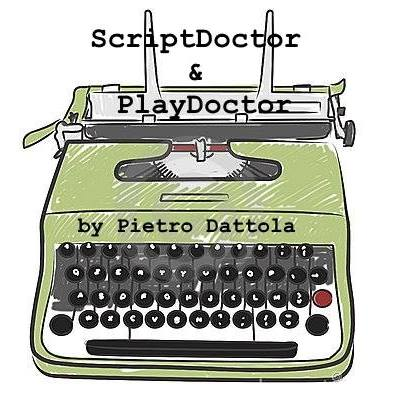 ScriptDoctor
&
PlayDoctor
by Pietro Dattola